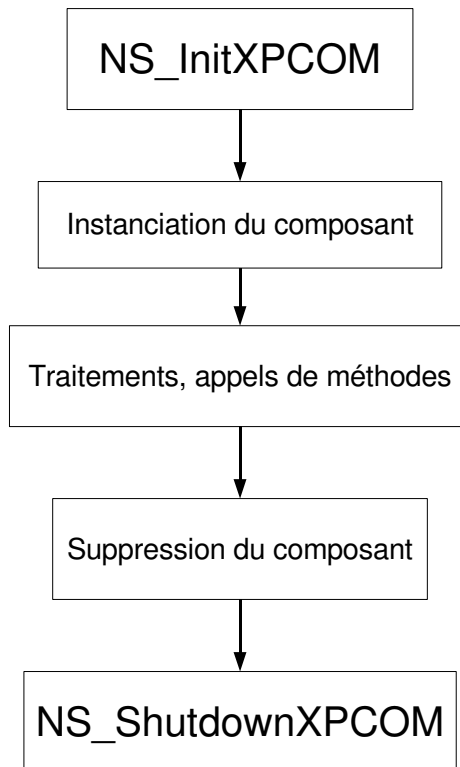 NS_InitXPCOM
Instanciation du composant
Traitements, appels de méthodes
Suppression du composant
NS_ShutdownXPCOM